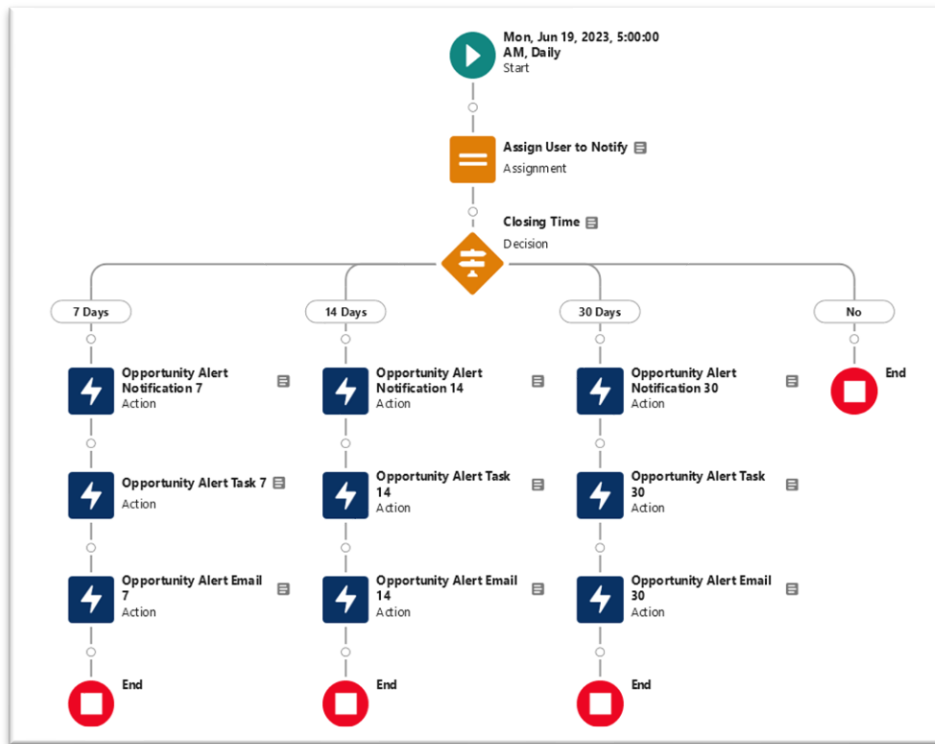 Mon, Jun 19, 2023, 5:00:00
AM, Daily
Start
Assign User to Notify
Assignment
Closing Time
Decision
7 Days
14 Days
30 Days
No
Opportunity Alert
Notification 7
Action
Opportunity Alert
Notification 14
Action
Opportunity Alert
Notification 30
Action
End
Opportunity Alert Task 7
Action
Opportunity Alert Task
14
Action
Opportunity Alert Task
30
Action
Opportunity Alert Email
7
Action
Opportunity Alert Email
14
Action
Opportunity Alert Email
30
Action
End
End
End